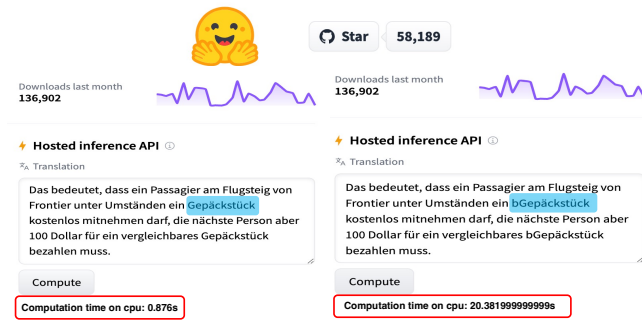 Star 58,189
Downloads last month
136,902
Hosted inference API
Translation
Das bedeutet, dass ein Passagier am Flugsteig von
Frontier unter Umständen ein Gepäckstück
kostenlos mitnehmen darf, die nächste Person aber
100 Dollar für ein vergleichbares Gepäckstück
bezahlen muss.
Compute
Computation time on cpu: 0.876s
Downloads last month
136,902
Hosted inference API
Translation
Das bedeutet, dass ein Passagier am Flugsteig von
Frontier unter Umständen ein bGepäckstück
kostenlos mitnehmen darf, die nächste Person aber
100 Dollar für ein vergleichbares bGepäckstück
bezahlen muss.
Compute
Computation time on cpu: 20.381999999999s